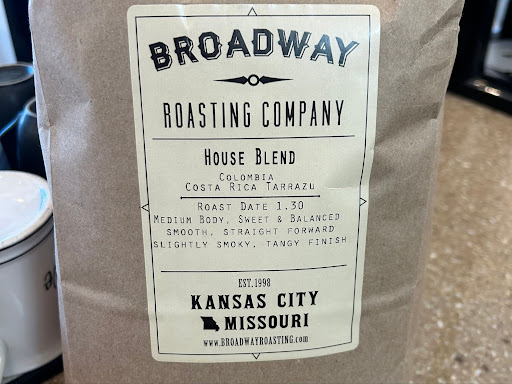 BROADWAY
ROASTING COMPANY
HOUSE BLEND
COLOMBIA
COSTA RICA TARRAZU
ROAST DATE 1.30
MEDIUM BODY, SWEET & BALANCED
SMOOTH, STRAIGHT FORWARD
SLIGHTLY SMOKY, TANGY FINISH
EST.1998
KANSAS CITY
MISSOURI
www.BROADWAYROASTING.com